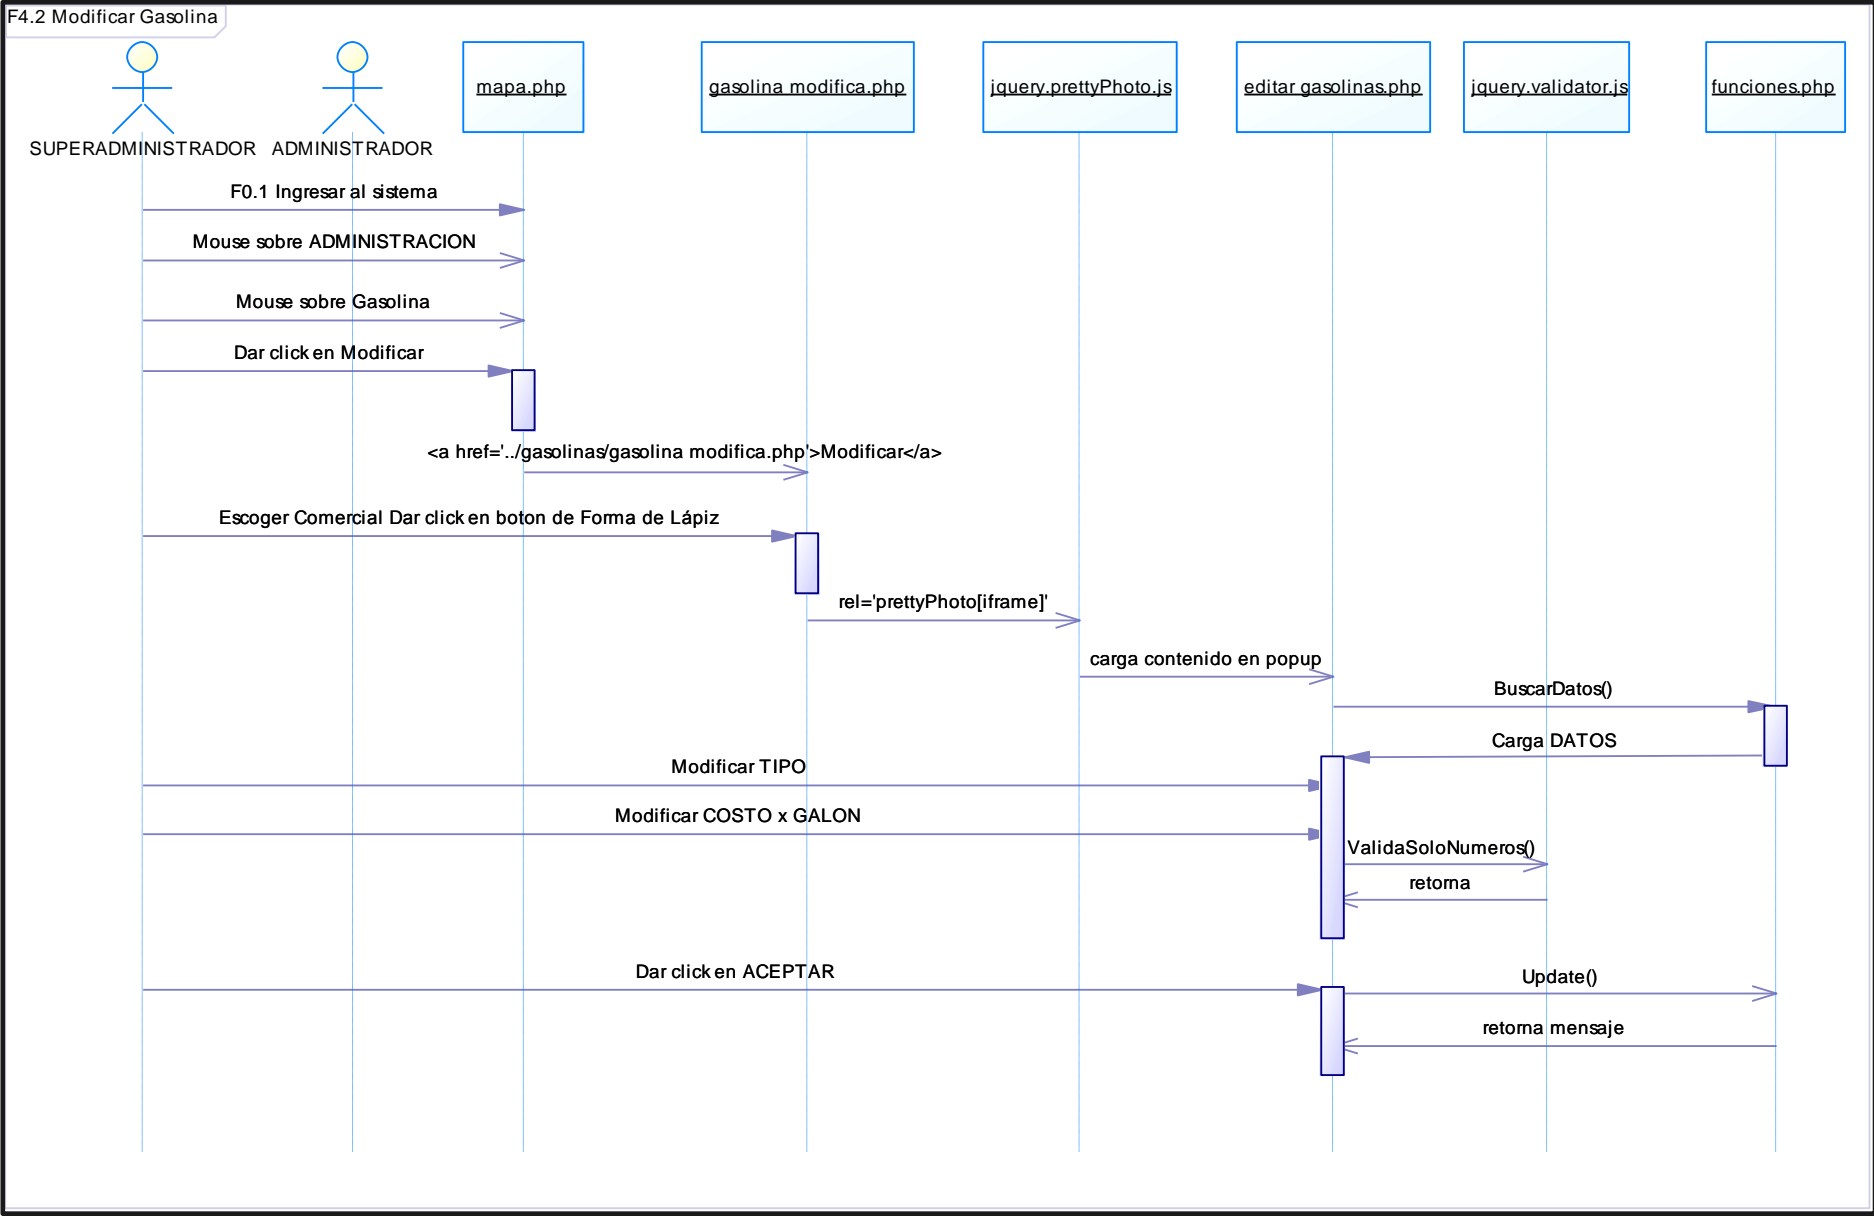 F4.2 Modificar Gasolina
mapa.php
gasolina modifica.php
jquery.prettyPhoto.js
editar gasolinas.php
jquery.validator.js
funciones.php
SUPERADMINISTRADOR
ADMINISTRADOR
F0.1 Ingresar al sistema
Mouse sobre ADMINISTRACION
Mouse sobre Gasolina
Dar click en Modificar
<a href='../gasolinas/gasolina modifica.php'>Modificar</a>
Escoger Comercial Dar click en boton de Forma de Lápiz
rel='prettyPhoto[iframe]'
carga contenido en popup
BuscarDatos()
Carga DATOS
Modificar TIPO
Modificar COSTO x GALON
ValidaSoloNumeros()
retorna
Dar click en ACEPTAR
Update()
retorna mensaje